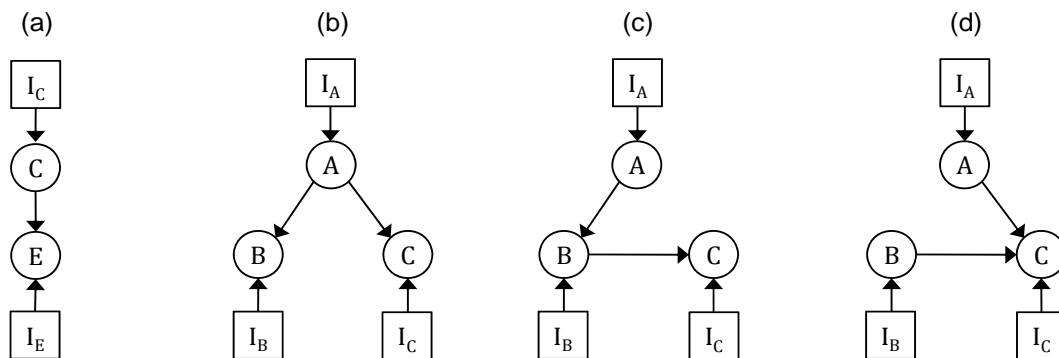 (a) (b) (c) (d)
I_C I_A I_A I_A
C A A A
E B C B C B C
I_E I_B I_C I_B I_C I_B I_C